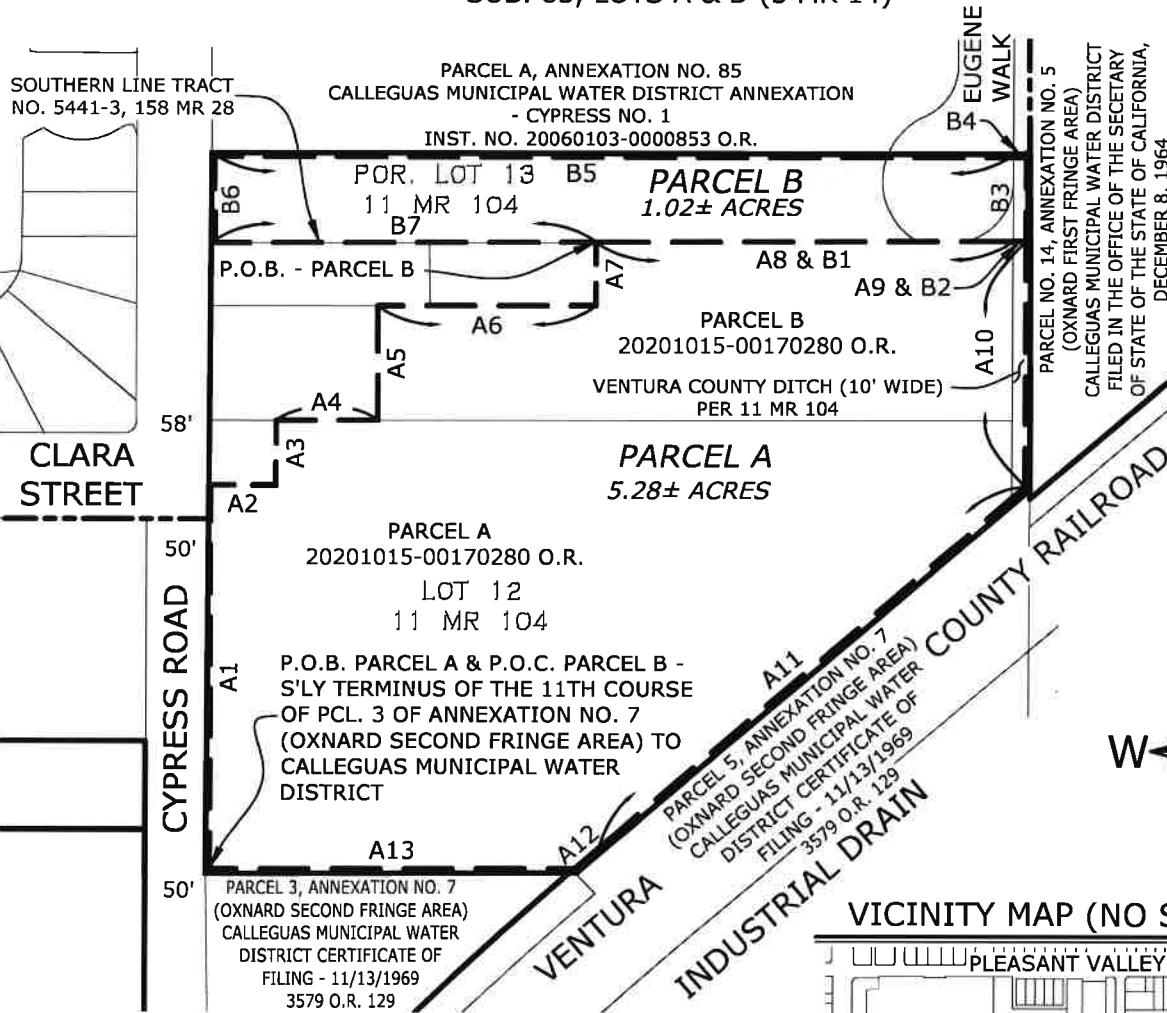 SUB. 63, LOTS A & B (3 MR 14)
SOUTHERN LINE TRACT
NO. 5441-3, 158 MR 28
PARCEL A, ANNEXATION NO. 85
CALLEGUAS MUNICIPAL WATER DISTRICT ANNEXATION
- CYPRESS NO. 1
INST. NO. 20060103-0000853 O.R.
EUGENE
WALK
B4
PARCEL NO. 14, ANNEXATION NO. 5
(OXNARD FIRST FRINGE AREA)
CALLEGUAS MUNICIPAL WATER DISTRICT
FILED IN THE OFFICE OF THE SECETARY
OF STATE OF THE STATE OF CALIFORNIA,
DECEMBER 8, 1964
POR. LOT 13
11 MR 104
B5
PARCEL B
1.02± ACRES
B6
B3
B7
P.O.B. - PARCEL B
A7
A8 & B1
A9 & B2
A6
A5
PARCEL B
20201015-00170280 O.R.
A10
VENTURA COUNTY DITCH (10' WIDE)
PER 11 MR 104
58'
A4
A3
CLARA
STREET
A2
PARCEL A
5.28± ACRES
50'
PARCEL A
20201015-00170280 O.R.
LOT 12
11 MR 104
CYPRESS ROAD
A1
P.O.B. PARCEL A & P.O.C. PARCEL B -
S'LY TERMINUS OF THE 11TH COURSE
OF PCL. 3 OF ANNEXATION NO. 7
(OXNARD SECOND FRINGE AREA) TO
CALLEGUAS MUNICIPAL WATER
DISTRICT
A11
PARCEL 5, ANNEXATION NO. 7
(OXNARD SECOND FRINGE AREA)
CALLEGUAS MUNICIPAL WATER
DISTRICT CERTIFICATE OF
FILING - 11/13/1969
3579 O.R. 129
VENTURA COUNTY RAILROAD
INDUSTRIAL DRAIN
W
A13
A12
50'
PARCEL 3, ANNEXATION NO. 7
(OXNARD SECOND FRINGE AREA)
CALLEGUAS MUNICIPAL WATER
DISTRICT CERTIFICATE OF
FILING - 11/13/1969
3579 O.R. 129
VICINITY MAP (NO S
PLEASANT VALLEY